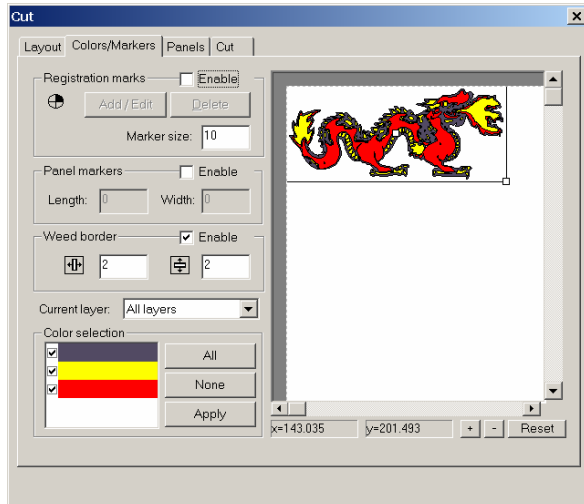 Cut
Layout Colors/Markers Panels Cut
Registration marks Enable
Add / Edit Delete
Marker size: 10
Panel markers Enable
Length: 0 Width: 0
Weed border Enable
2 2
Current layer: All layers
Color selection
All
None
Apply
x=143.035 y=201.493 + - Reset